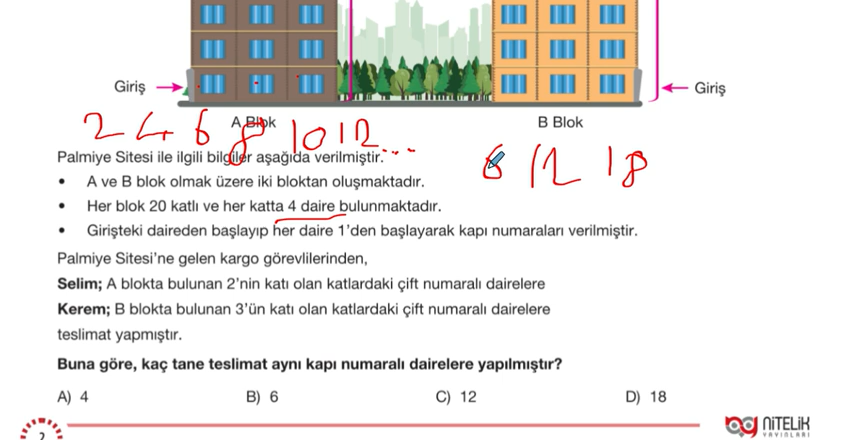 Giriş
Giriş
A Blok
B Blok
2 4 6 8 10 12 ...
6 12 18
Palmiye Sitesi ile ilgili bilgiler aşağıda verilmiştir.
• A ve B blok olmak üzere iki bloktan oluşmaktadır.
• Her blok 20 katlı ve her katta 4 daire bulunmaktadır.
• Girişteki daireden başlayıp her daire 1'den başlayarak kapı numaraları verilmiştir.
Palmiye Sitesi'ne gelen kargo görevlilerinden,
Selim; A blokta bulunan 2'nin katı olan katlardaki çift numaralı dairelere
Kerem; B blokta bulunan 3'ün katı olan katlardaki çift numaralı dairelere
teslimat yapmıştır.
Buna göre, kaç tane teslimat aynı kapı numaralı dairelere yapılmıştır?
A) 4 B) 6 C) 12 D) 18
2
NİTELİK
YAYINLARI